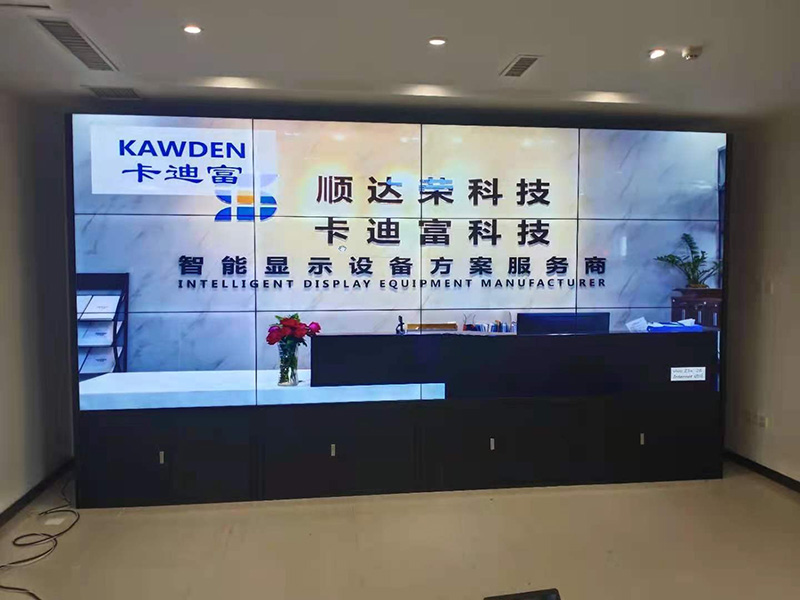 KAWDEN
卡迪富
顺达荣科技
卡迪富科技
智能显示设备方案服务商
INTELLIGENT DISPLAY EQUIPMENT MANUFACTURER